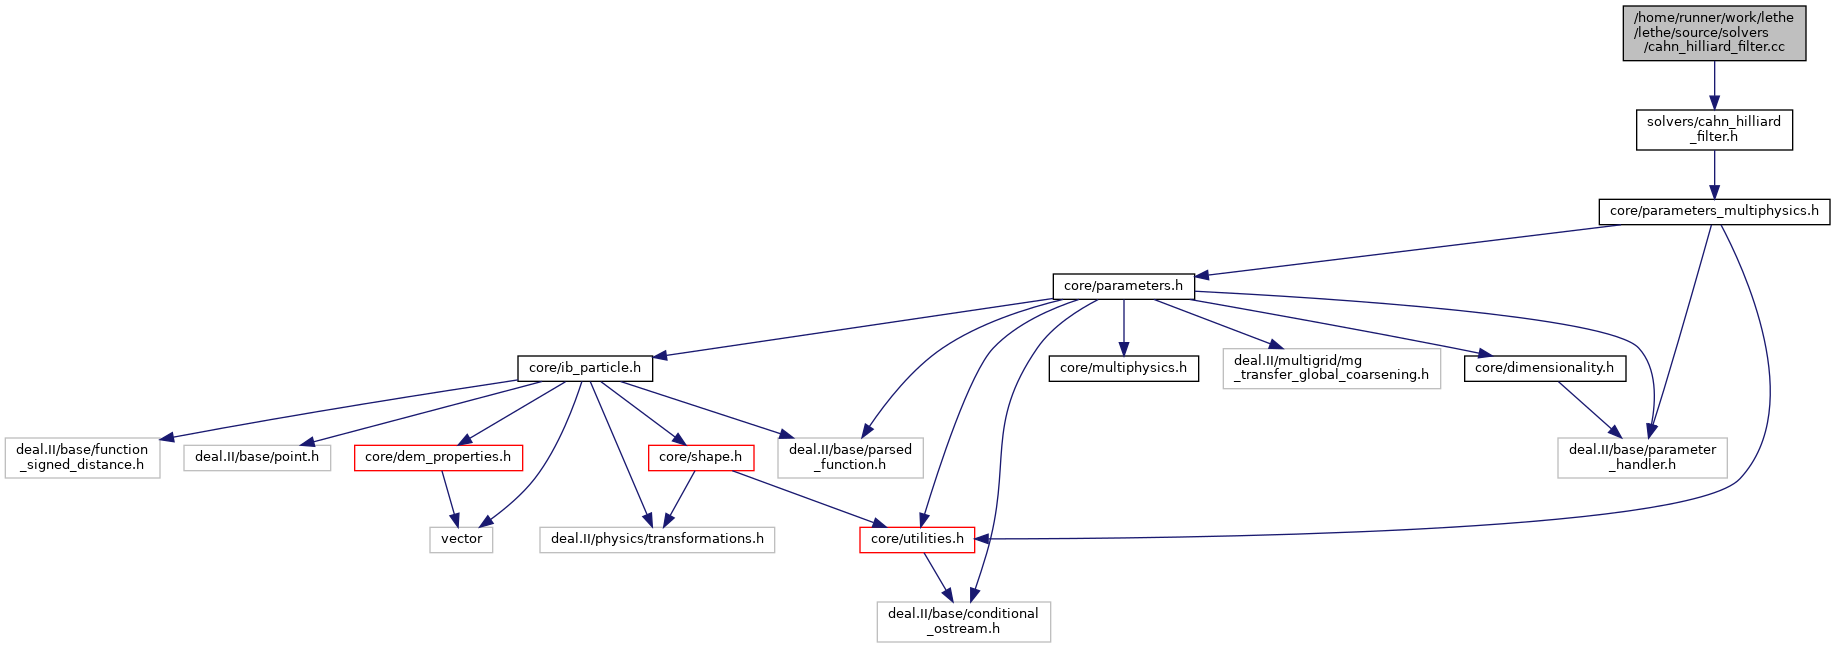 /home/runner/work/lethe
/lethe/source/solvers
/cahn_hilliard_filter.cc
solvers/cahn_hilliard
_filter.h
core/parameters_multiphysics.h
core/parameters.h
core/ib_particle.h
core/multiphysics.h
deal.II/multigrid/mg
_transfer_global_coarsening.h
core/dimensionality.h
deal.II/base/function
_signed_distance.h
deal.II/base/point.h
core/dem_properties.h
core/shape.h
deal.II/base/parsed
_function.h
deal.II/base/parameter
_handler.h
vector
deal.II/physics/transformations.h
core/utilities.h
deal.II/base/conditional
_ostream.h